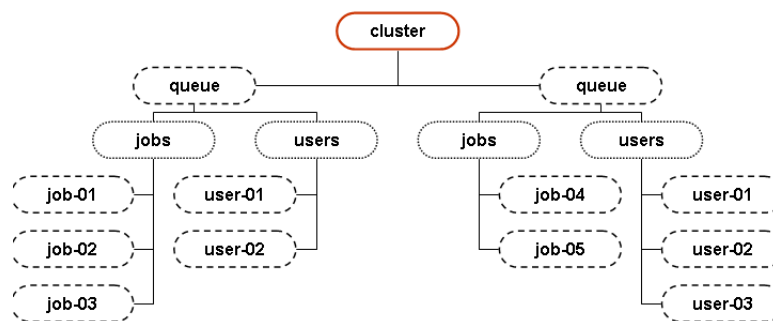 cluster
queue queue
jobs users jobs users
job-01 user-01 job-04 user-01
job-02 user-02 job-05 user-02
job-03 user-03